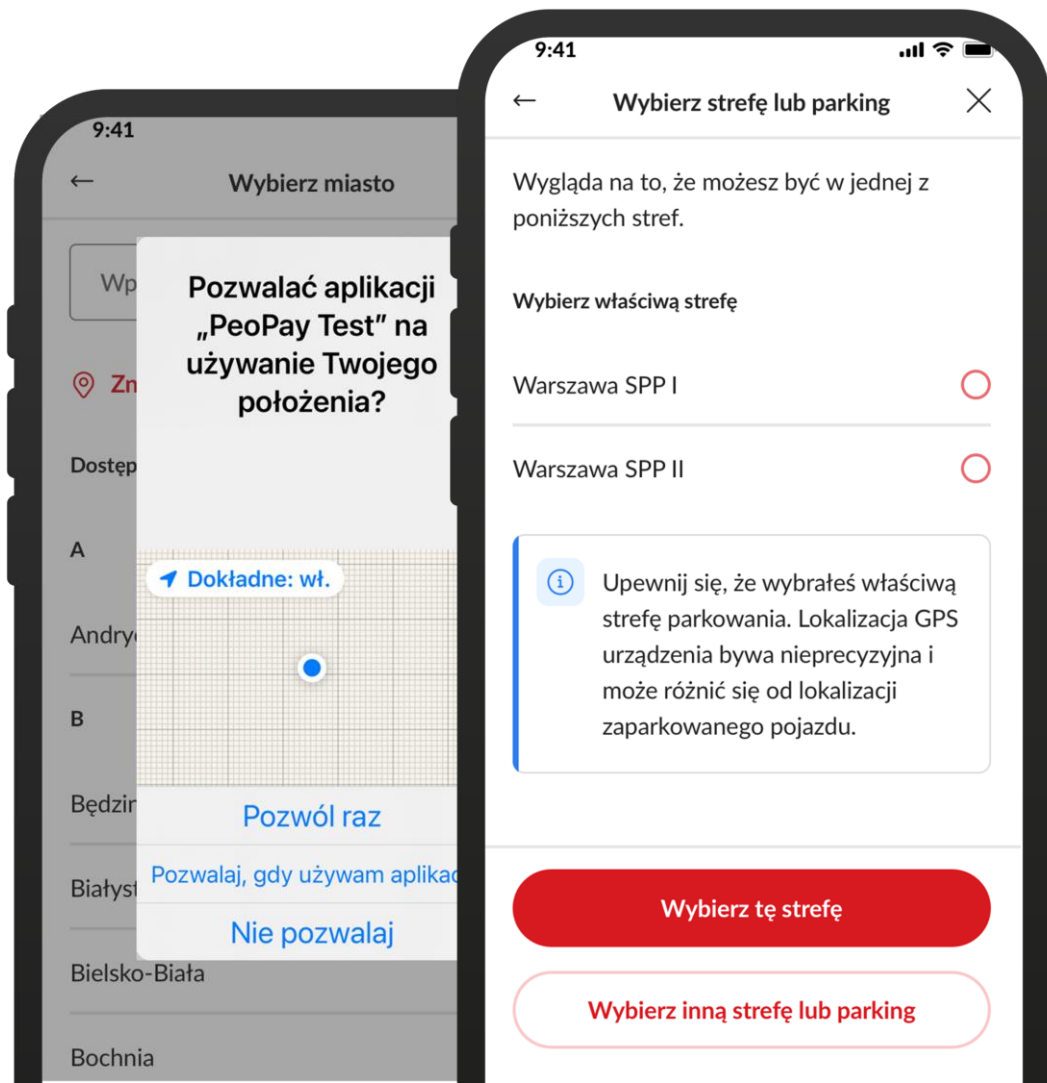 9:41
Wybierz miasto
Wp
Zn
Dostęp
A
Andry
B
Będzin
Białyst
Bielsko-Biała
Bochnia
Pozwalać aplikacji
„PeoPay Test” na
używanie Twojego
położenia?
Dokładne: wł.
Pozwól raz
Pozwalaj, gdy używam aplikac
Nie pozwalaj
9:41
Wybierz strefę lub parking
Wygląda na to, że możesz być w jednej z
poniższych stref.
Wybierz właściwą strefę
Warszawa SPP I
Warszawa SPP II
Upewnij się, że wybrałeś właściwą
strefę parkowania. Lokalizacja GPS
urządzenia bywa nieprecyzyjna i
może różnić się od lokalizacji
zaparkowanego pojazdu.
Wybierz tę strefę
Wybierz inną strefę lub parking